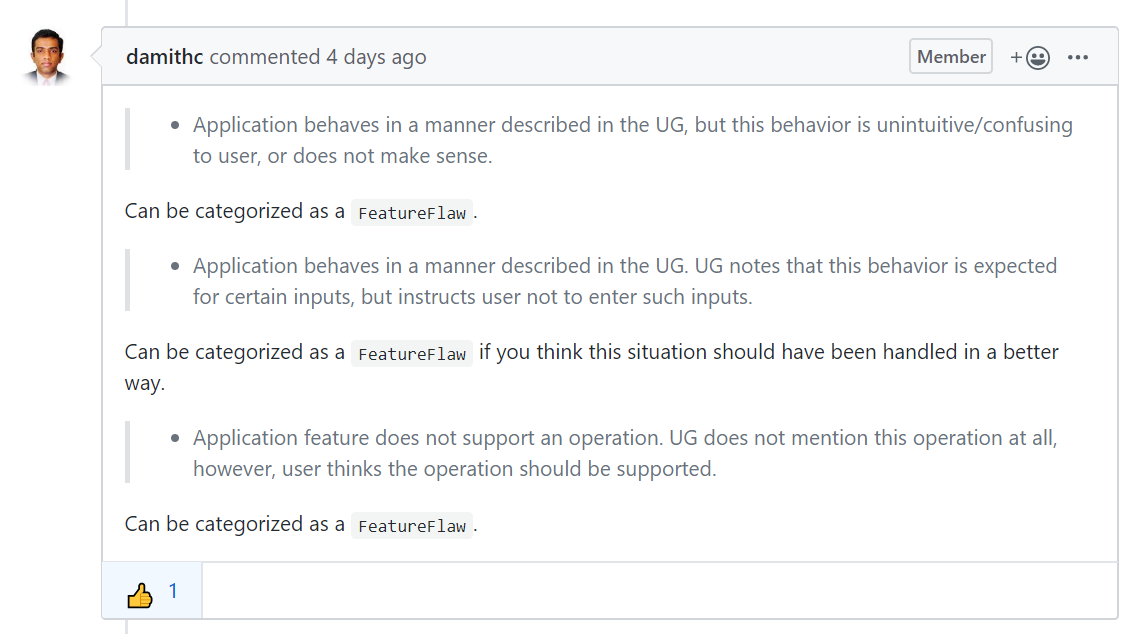 damithc commented 4 days ago
Member
+
...
• Application behaves in a manner described in the UG, but this behavior is unintuitive/confusing
to user, or does not make sense.
Can be categorized as a FeatureFlaw.
• Application behaves in a manner described in the UG. UG notes that this behavior is expected
for certain inputs, but instructs user not to enter such inputs.
Can be categorized as a FeatureFlaw if you think this situation should have been handled in a better
way.
• Application feature does not support an operation. UG does not mention this operation at all,
however, user thinks the operation should be supported.
Can be categorized as a FeatureFlaw.
1